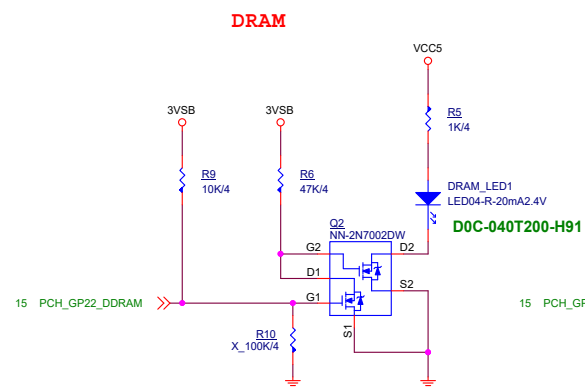 DRAM
VCC5
3VSB
3VSB
R5
1K/4
R9
10K/4
R6
47K/4
DRAM_LED1
LED04-R-20mA2.4V
D0C-040T200-H91
Q2
NN-2N7002DW
G2
D2
D1
S2
G1
15 PCH_GP22_DDRAM
15 PCH_GP
S1
R10
X_100K/4